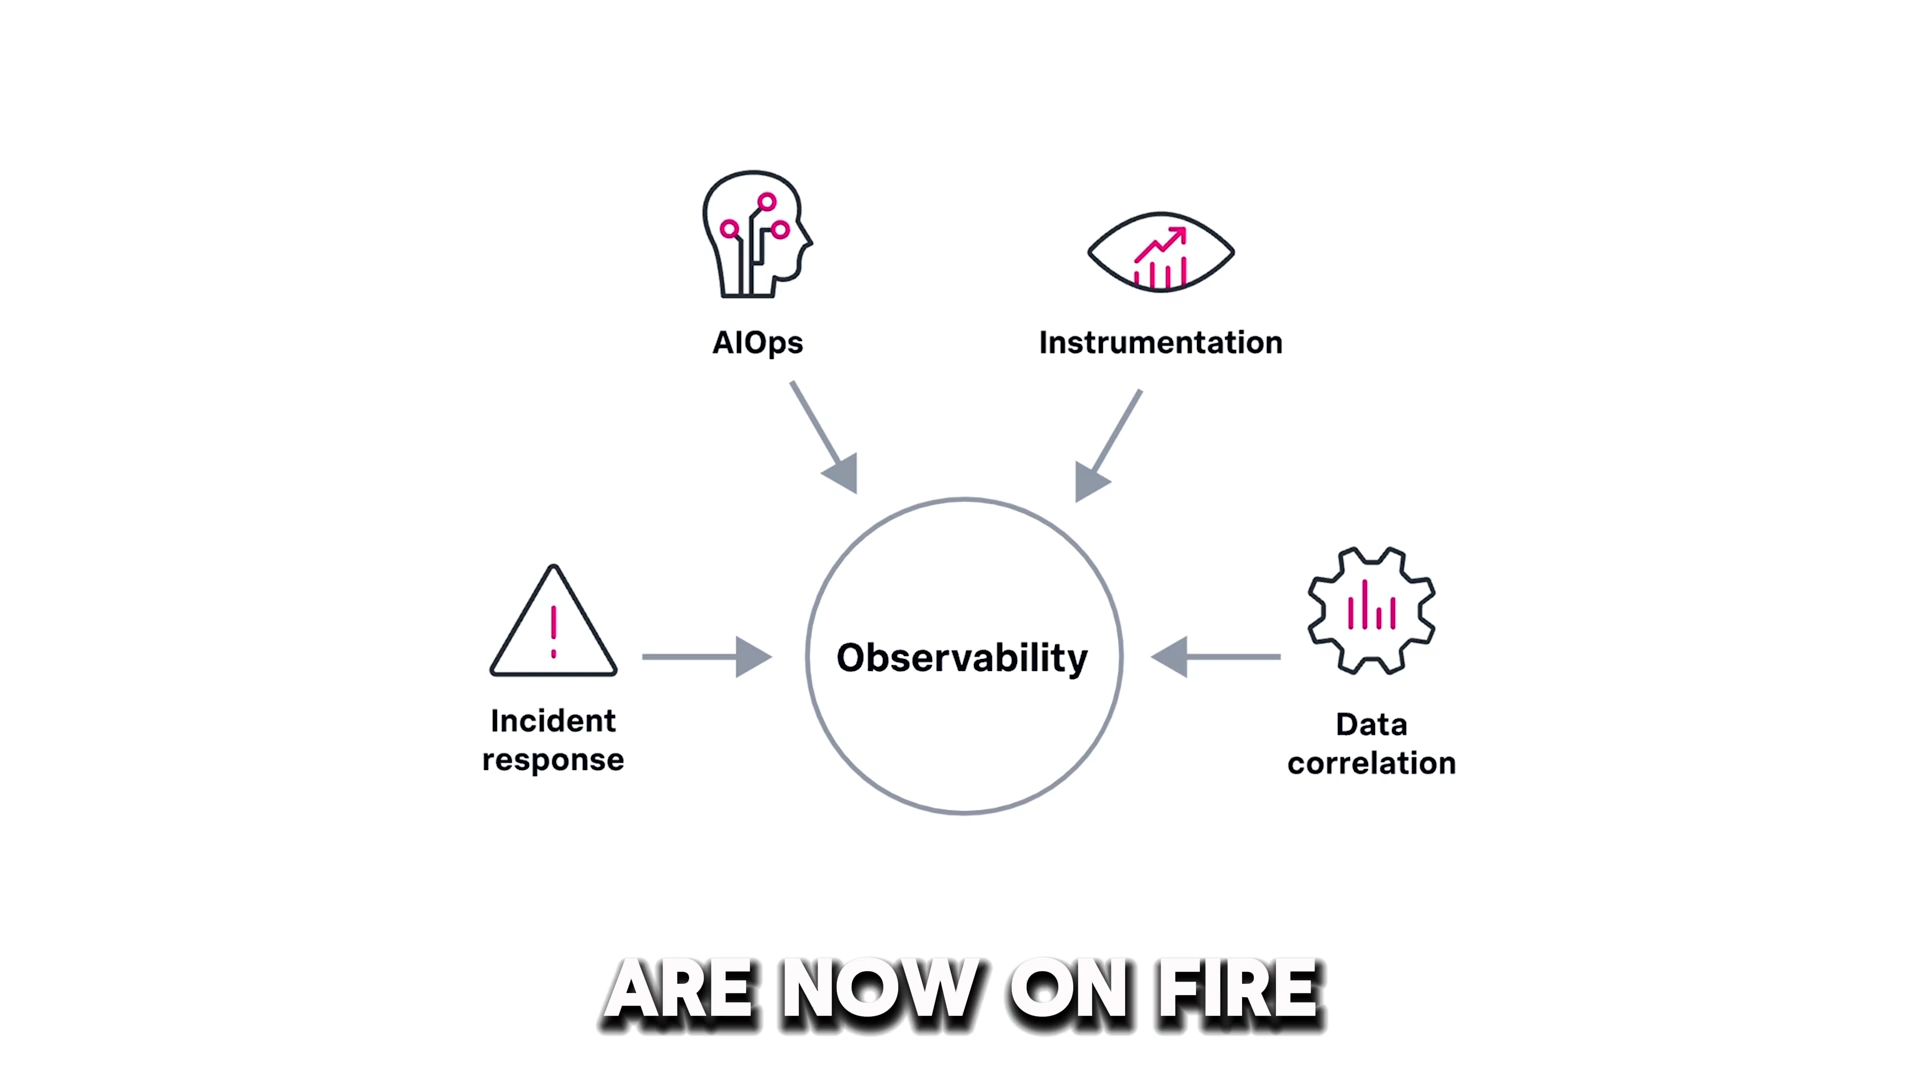 AIOps
Instrumentation
Observability
Incident
response
Data
correlation
ARE NOW ON FIRE